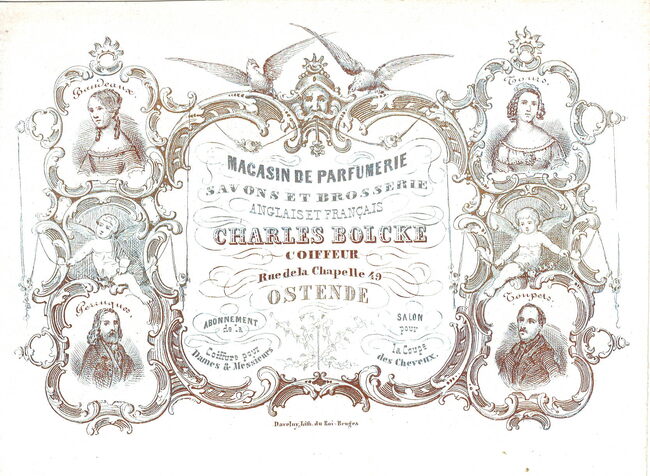 Bandeaux.
Tours.
MAGASIN DE PARFUMERIE
SAVONS ET BROSSERIE
ANGLAIS ET FRANÇAIS
CHARLES BOLCKE
COIFFEUR
Rue de la Chapelle 49
OSTENDE
Perruques.
Toupets.
ABONNEMENT
de la
Coiffure pour
Dames & Messieurs
SALON
pour
la Coupe
des Cheveux.
Daveluy, lith. du Roi - Bruges